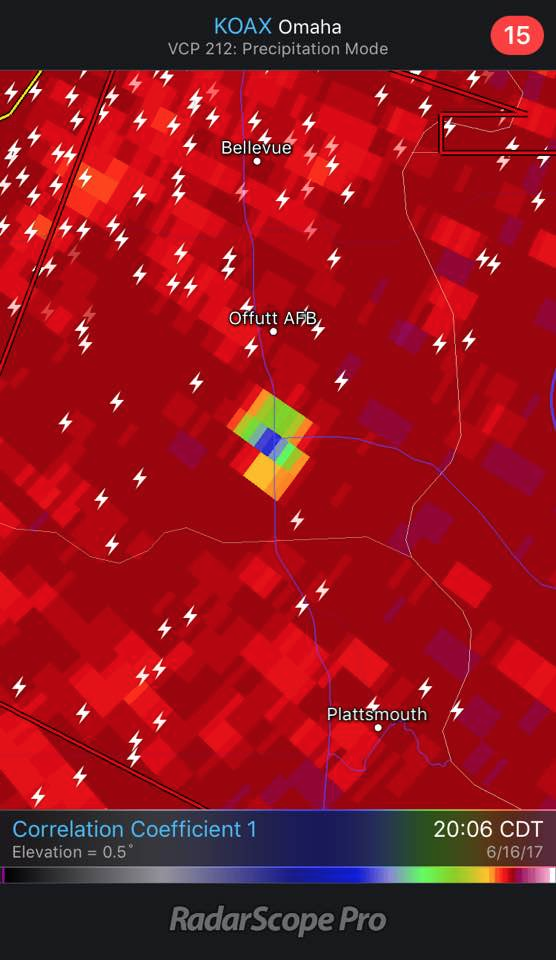 KOAX Omaha
VCP 212: Precipitation Mode
15
Bellevue
Offutt AFB
Plattsmouth
Correlation Coefficient 1
20:06 CDT
Elevation = 0.5°
6/16/17
RadarScope Pro